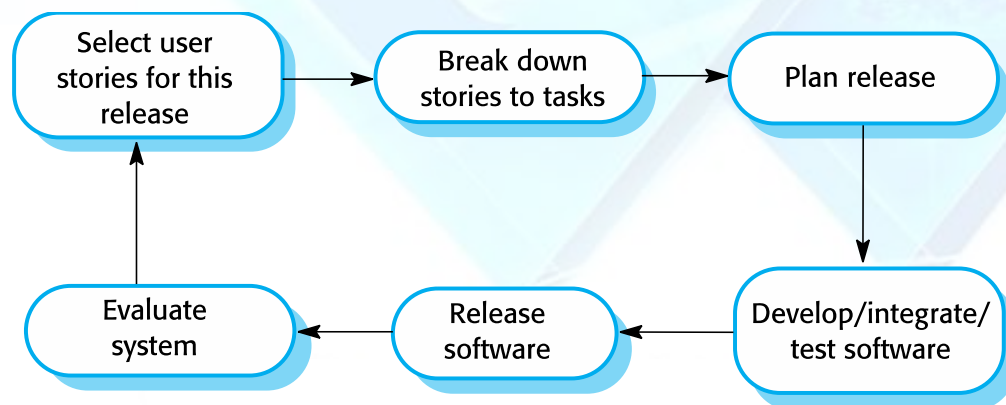 Select user
stories for this
release
Break down
stories to tasks
Plan release
Evaluate
system
Release
software
Develop/integrate/
test software